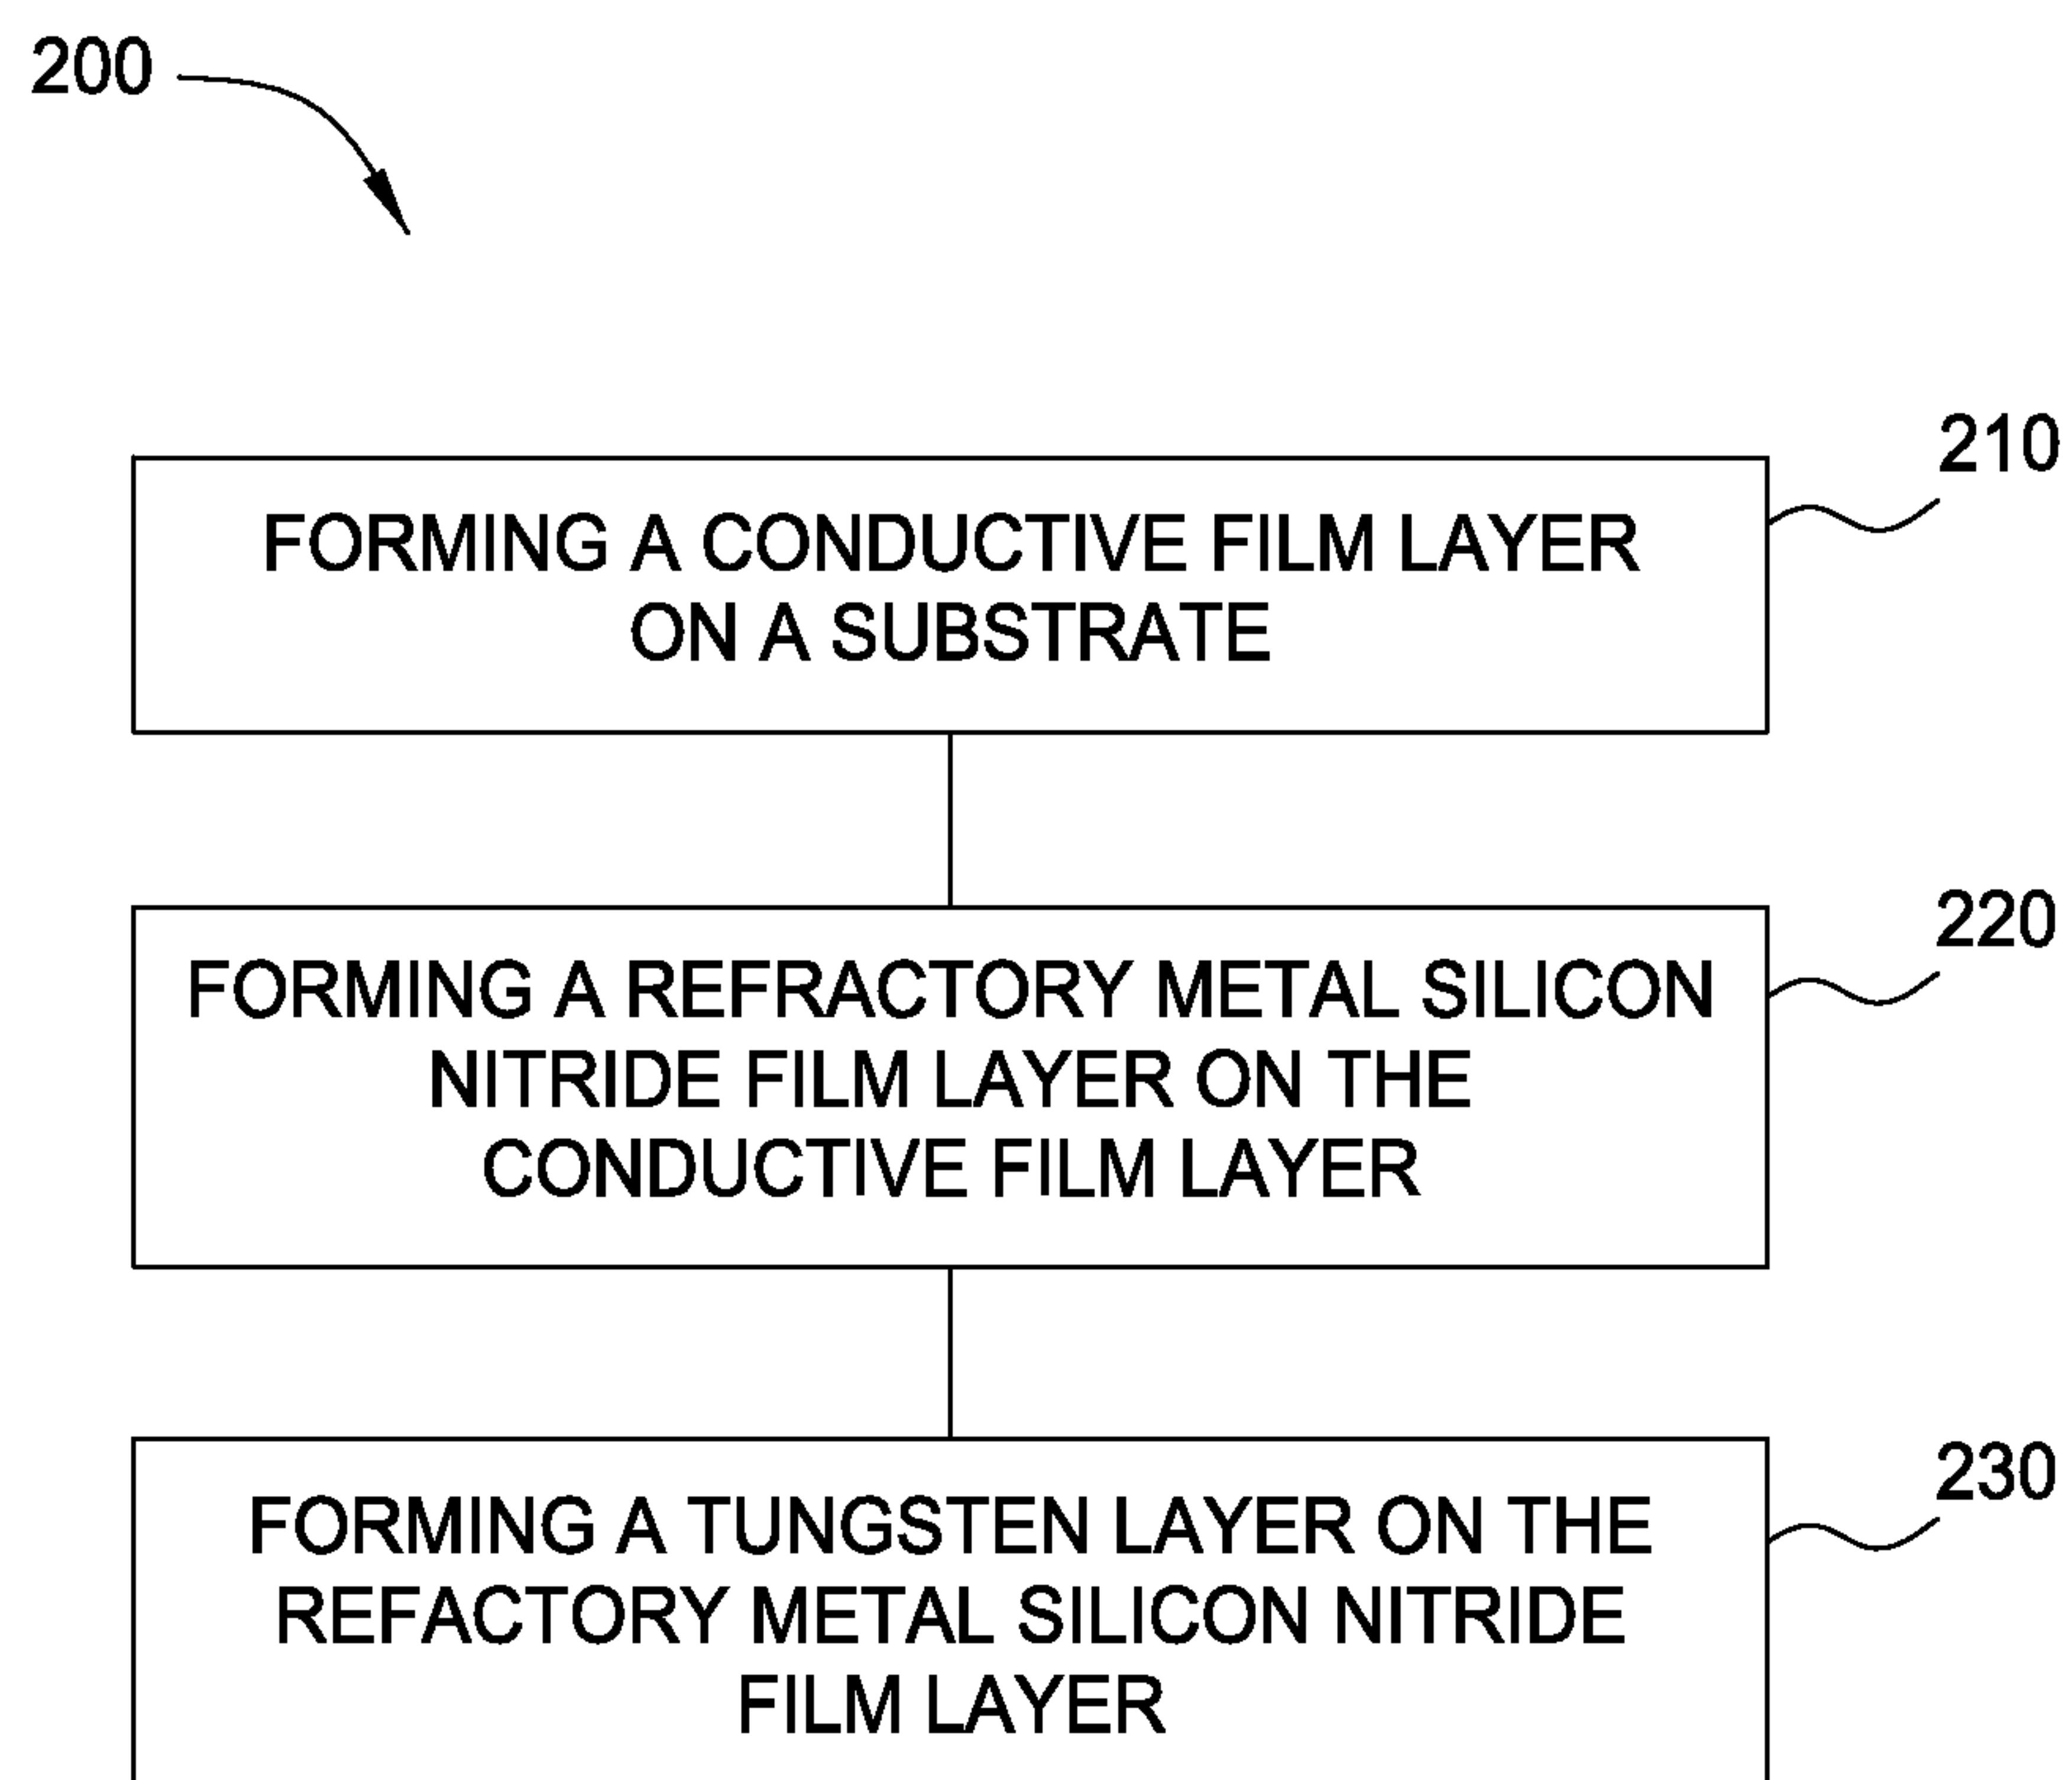 200
210
FORMING A CONDUCTIVE FILM LAYER
ON A SUBSTRATE
220
FORMING A REFRACTORY METAL SILICON
NITRIDE FILM LAYER ON THE
CONDUCTIVE FILM LAYER
230
FORMING A TUNGSTEN LAYER ON THE
REFACTORY METAL SILICON NITRIDE
FILM LAYER